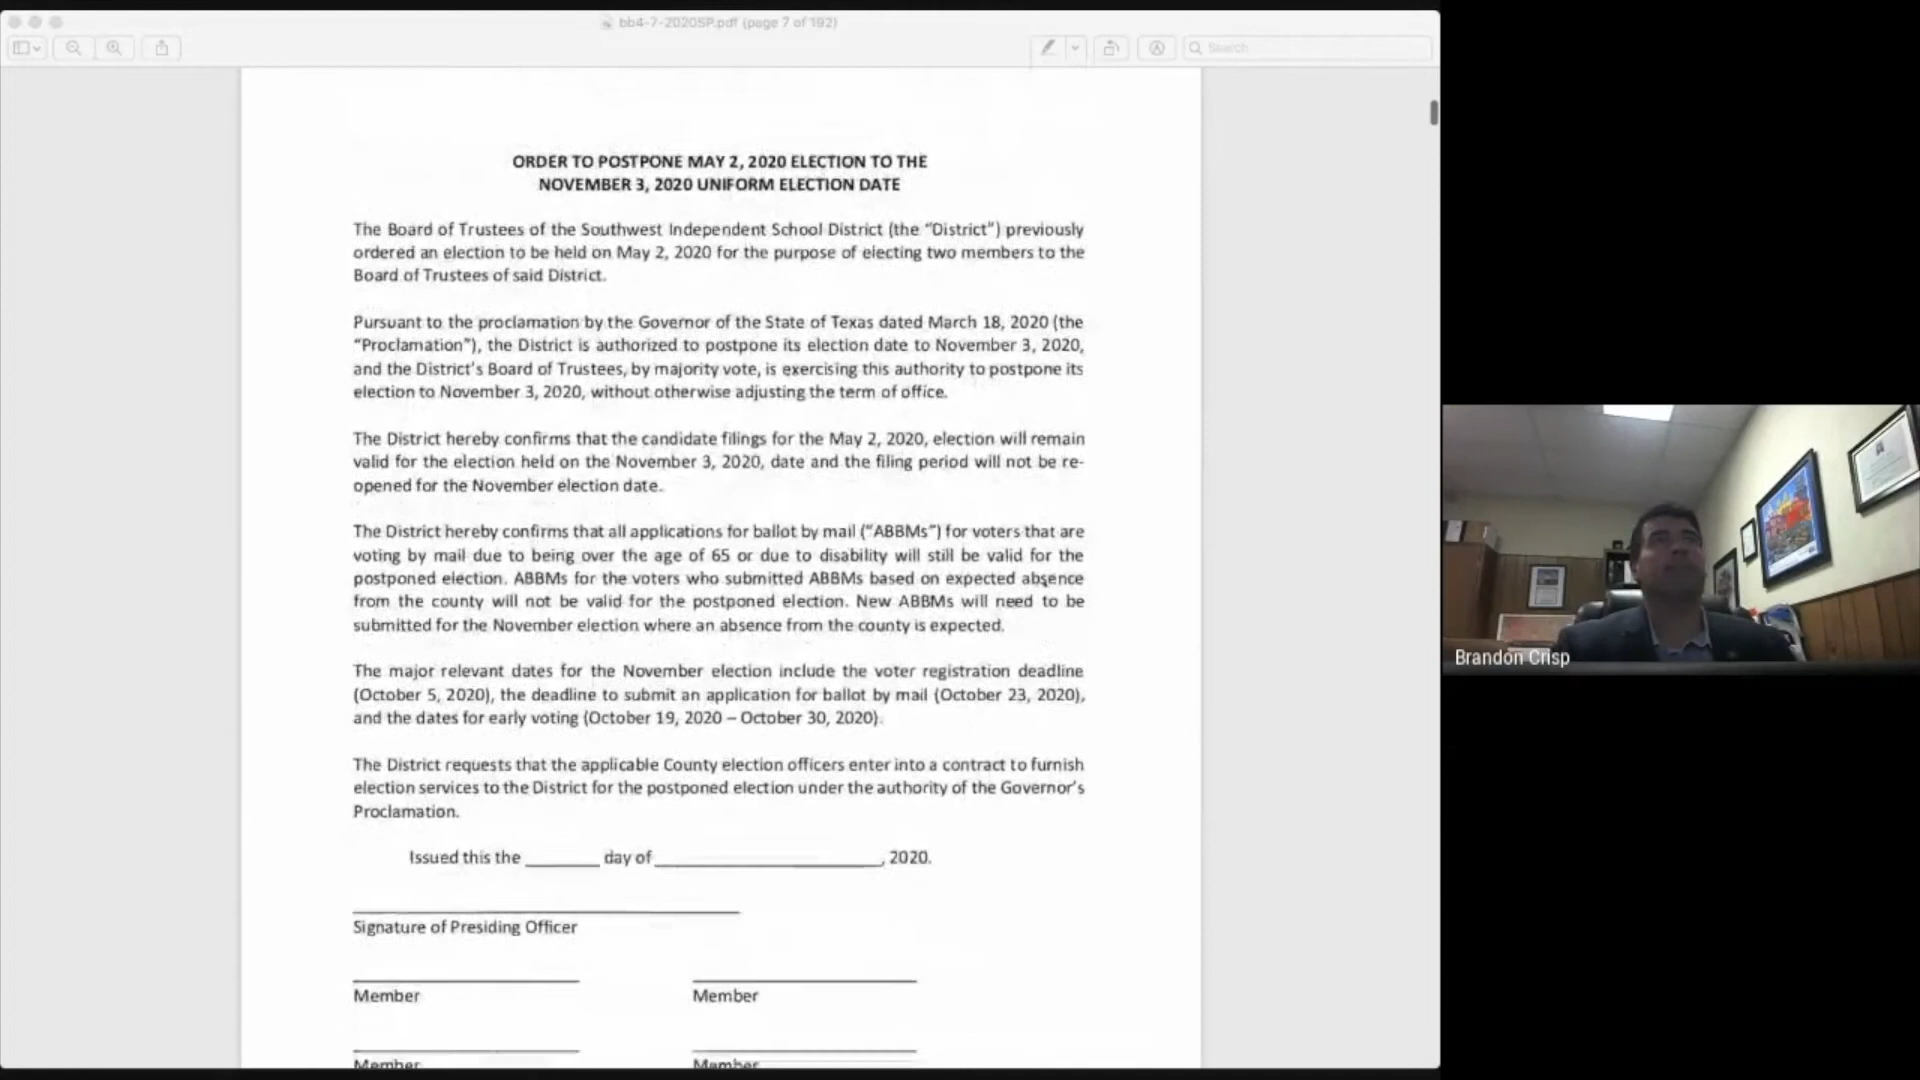 bb4-7-2020SP.pdf (page 7 of 192)
Search
ORDER TO POSTPONE MAY 2, 2020 ELECTION TO THE
NOVEMBER 3, 2020 UNIFORM ELECTION DATE
The Board of Trustees of the Southwest Independent School District (the “District”) previously
ordered an election to be held on May 2, 2020 for the purpose of electing two members to the
Board of Trustees of said District.
Pursuant to the proclamation by the Governor of the State of Texas dated March 18, 2020 (the
“Proclamation”), the District is authorized to postpone its election date to November 3, 2020,
and the District’s Board of Trustees, by majority vote, is exercising this authority to postpone its
election to November 3, 2020, without otherwise adjusting the term of office.
The District hereby confirms that the candidate filings for the May 2, 2020, election will remain
valid for the election held on the November 3, 2020, date and the filing period will not be re-
opened for the November election date.
The District hereby confirms that all applications for ballot by mail (“ABBMs”) for voters that are
voting by mail due to being over the age of 65 or due to disability will still be valid for the
postponed election. ABBMs for the voters who submitted ABBMs based on expected absence
from the county will not be valid for the postponed election. New ABBMs will need to be
submitted for the November election where an absence from the county is expected.
The major relevant dates for the November election include the voter registration deadline
(October 5, 2020), the deadline to submit an application for ballot by mail (October 23, 2020),
and the dates for early voting (October 19, 2020 – October 30, 2020).
The District requests that the applicable County election officers enter into a contract to furnish
election services to the District for the postponed election under the authority of the Governor’s
Proclamation.
Issued this the ________ day of __________________________, 2020.
Signature of Presiding Officer
Member Member
Member Member
Brandon Crisp